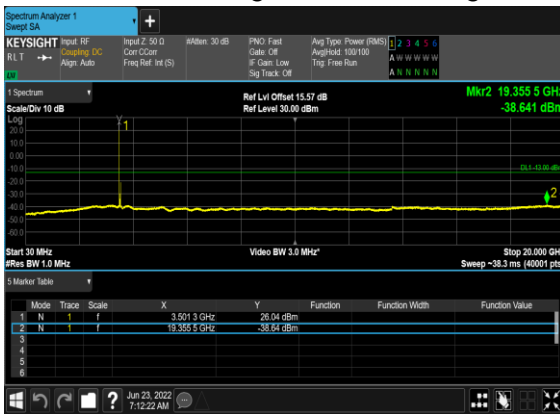 Spectrum Analyzer 1
Swept SA
+
KEYSIGHT Input: RF Input Z: 50 Ω #Atten: 30 dB PNO: Fast Avg Type: Power (RMS) 1 2 3 4 5 6
RLT Coupling: DC Corr CCorr Gate: Off Avg|Hold: 100/100 A W W W W W
Align: Auto Freq Ref: Int (S) IF Gain: Low Trig: Free Run
Sig Track: Off A N N N N N
LV
1 Spectrum
Ref Lvl Offset 15.57 dB Mkr2 19.355 5 GHz
Scale/Div 10 dB Ref Level 30.00 dBm -38.641 dBm
Log
20.0
10.0
0.00
-10.0
DL1 -13.00 dBm
-20.0
-30.0
-40.0
-50.0
-60.0
1
2
Start 30 MHz Video BW 3.0 MHz* Stop 20.000 GH
#Res BW 1.0 MHz Sweep ~38.3 ms (40001 pts
5 Marker Table
Mode Trace Scale X Y Function Function Width Function Value
1 N 1 f 3.501 3 GHz 26.04 dBm
2 N 1 f 19.355 5 GHz -38.64 dBm
3
4
5
6
? Jun 23, 2022
7:12:22 AM